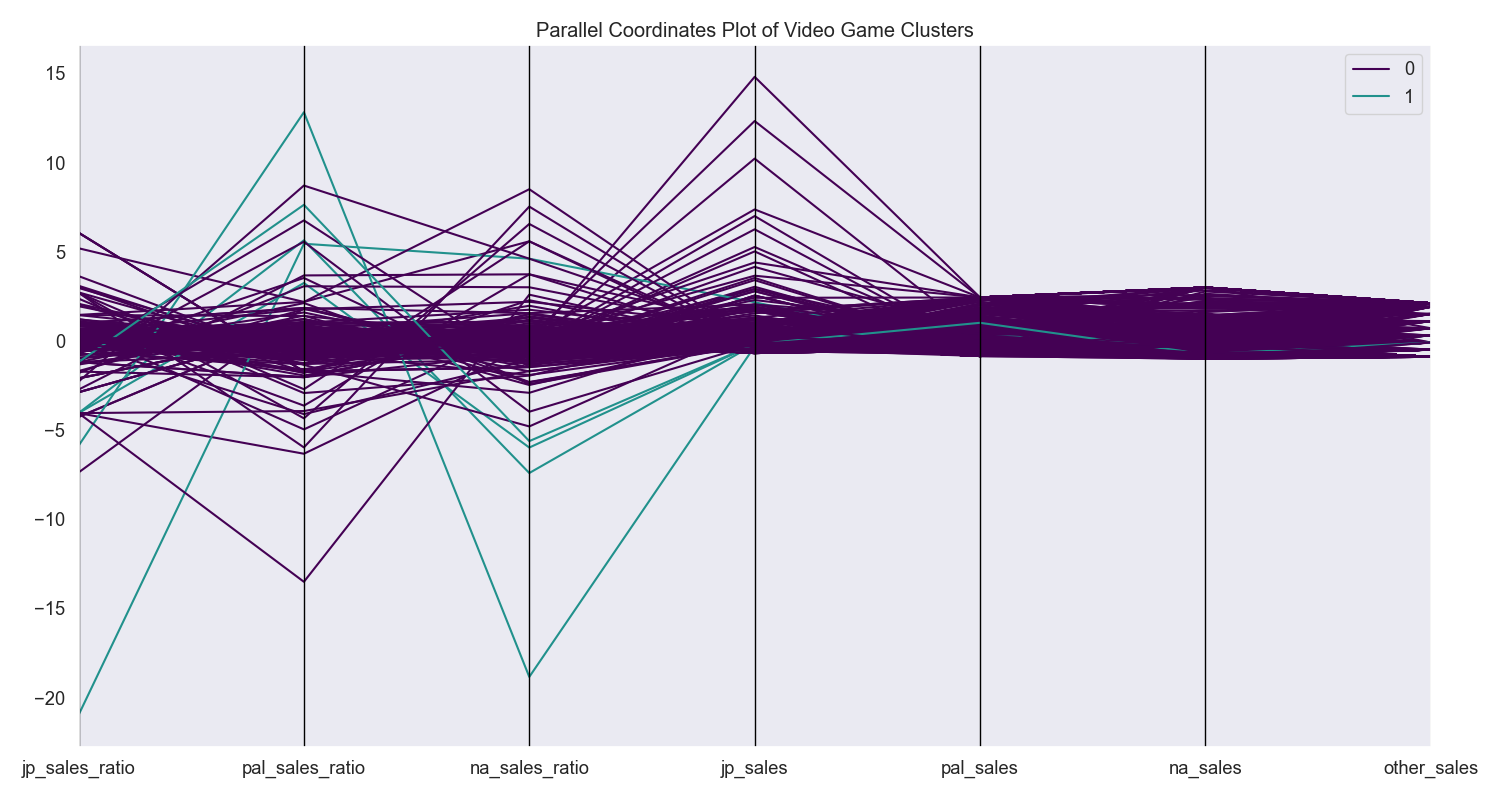 Parallel Coordinates Plot of Video Game Clusters
15
10
5
0
−5
−10
−15
−20
0
1
jp_sales_ratio
pal_sales_ratio
na_sales_ratio
jp_sales
pal_sales
na_sales
other_sales